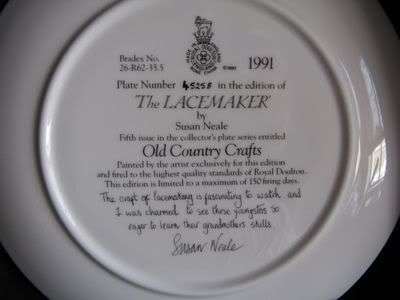 Bradex No.
26-R62-35.5
©1991
1991
Plate Number 45258 in the edition of
'The LACEMAKER'
by
Susan Neale
Fifth issue in the collector's plate series entitled
Old Country Crafts
Painted by the artist exclusively for this edition
and fired to the highest quality standards of Royal Doulton.
This edition is limited to a maximum of 150 firing days.
The craft of lacemaking is fascinating to watch and
I was charmed to see these youngsters so
eager to learn their grandmothers skills.
Susan Neale